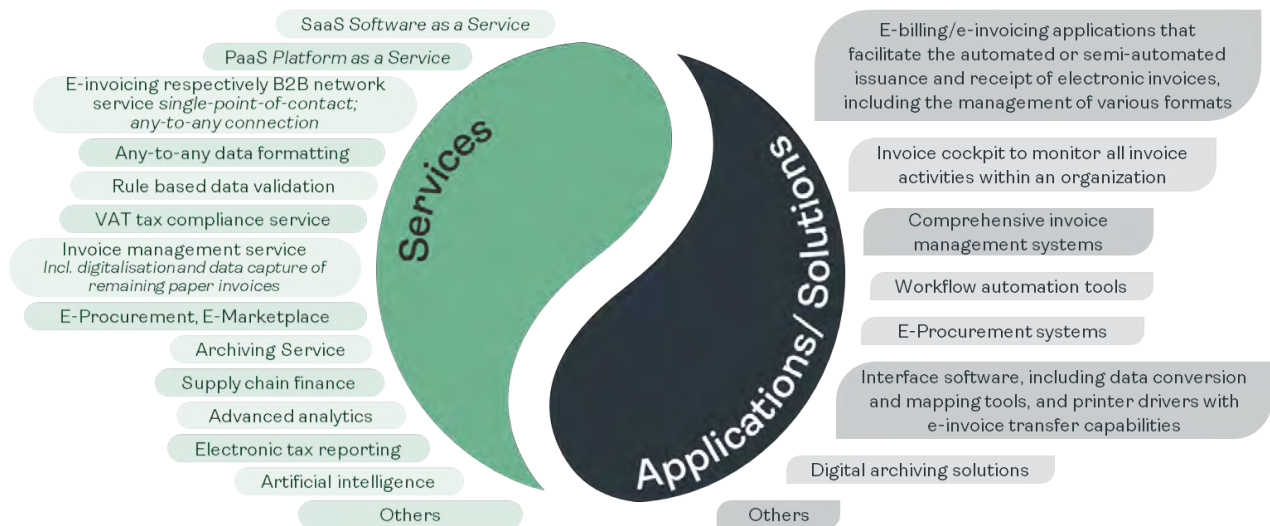 SaaS Software as a Service
PaaS Platform as a Service
E-invoicing respectively B2B network
service single-point-of-contact;
any-to-any connection
Any-to-any data formatting
Rule based data validation
VAT tax compliance service
Invoice management service
Incl. digitalisation and data capture of
remaining paper invoices
E-Procurement, E-Marketplace
Archiving Service
Supply chain finance
Advanced analytics
Electronic tax reporting
Artificial intelligence
Others
Services
Applications/ Solutions
E-billing/e-invoicing applications that
facilitate the automated or semi-automated
issuance and receipt of electronic invoices,
including the management of various formats
Invoice cockpit to monitor all invoice
activities within an organization
Comprehensive invoice
management systems
Workflow automation tools
E-Procurement systems
Interface software, including data conversion
and mapping tools, and printer drivers with
e-invoice transfer capabilities
Digital archiving solutions
Others